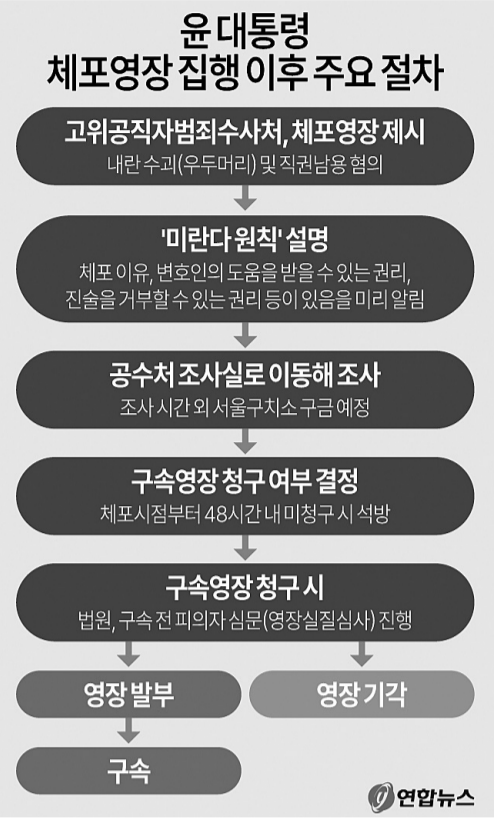 윤 대통령
체포영장 집행 이후 주요 절차
고위공직자범죄수사처, 체포영장 제시
내란 수괴(우두머리) 및 직권남용 혐의
'미란다 원칙' 설명
체포 이유, 변호인의 도움을 받을 수 있는 권리,
진술을 거부할 수 있는 권리 등이 있음을 미리 알림
공수처 조사실로 이동해 조사
조사 시간 외 서울구치소 구금 예정
구속영장 청구 여부 결정
체포시점부터 48시간 내 미청구 시 석방
구속영장 청구 시
법원, 구속 전 피의자 심문(영장실질심사) 진행
영장 발부
영장 기각
구속
연합뉴스